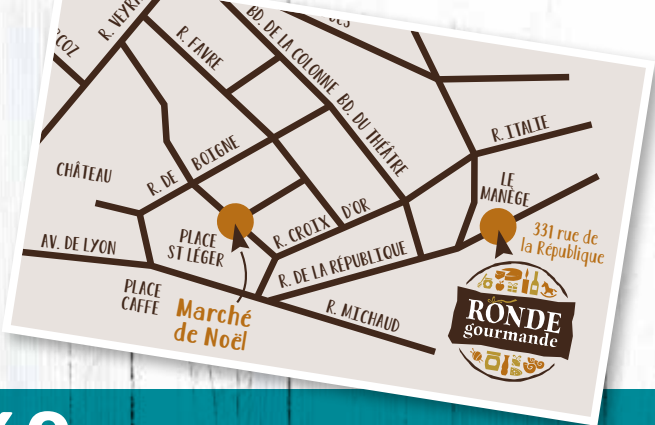 R. FAVRE
BD. DE LA COLONNE
BD. DU THÉÂTRE
R. ITALIE
CHÂTEAU
R. DE BOIGNE
LE
MANÈGE
331 rue de
la République
AV. DE LYON
PLACE
ST LÉGER
R. CROIX D'OR
R. DE LA RÉPUBLIQUE
PLACE
CAFFE
Marché
de Noël
R. MICHAUD
la
RONDE
gourmande